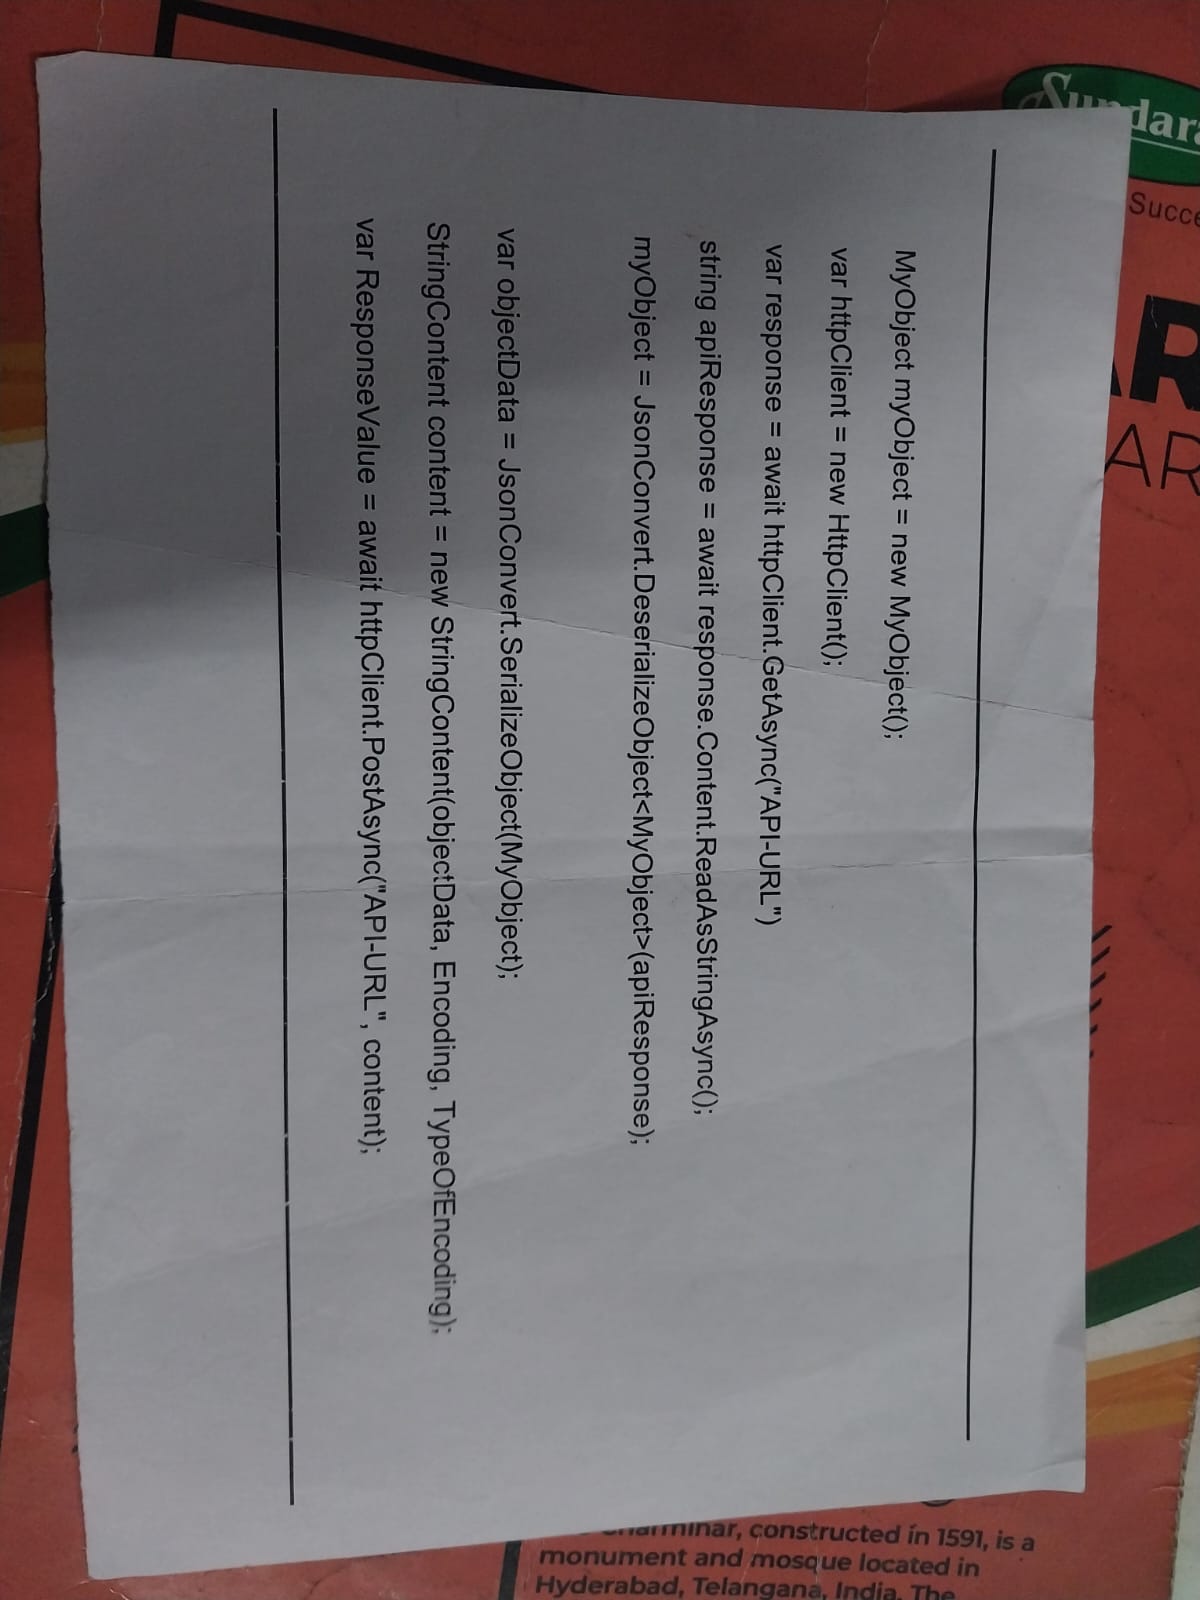 Sundara
Succe
AR
AR
MyObject myObject = new MyObject();
var httpClient = new HttpClient();
var response = await httpClient.GetAsync("API-URL")
string apiResponse = await response.Content.ReadAsStringAsync();
myObject = JsonConvert.DeserializeObject<MyObject>(apiResponse);
var objectData = JsonConvert.SerializeObject(MyObject);
StringContent content = new StringContent(objectData, Encoding, TypeOfEncoding);
var ResponseValue = await httpClient.PostAsync("API-URL", content);
constructed in 1591, is a
monument and mosque located in
Hyderabad, Telangana, India. The